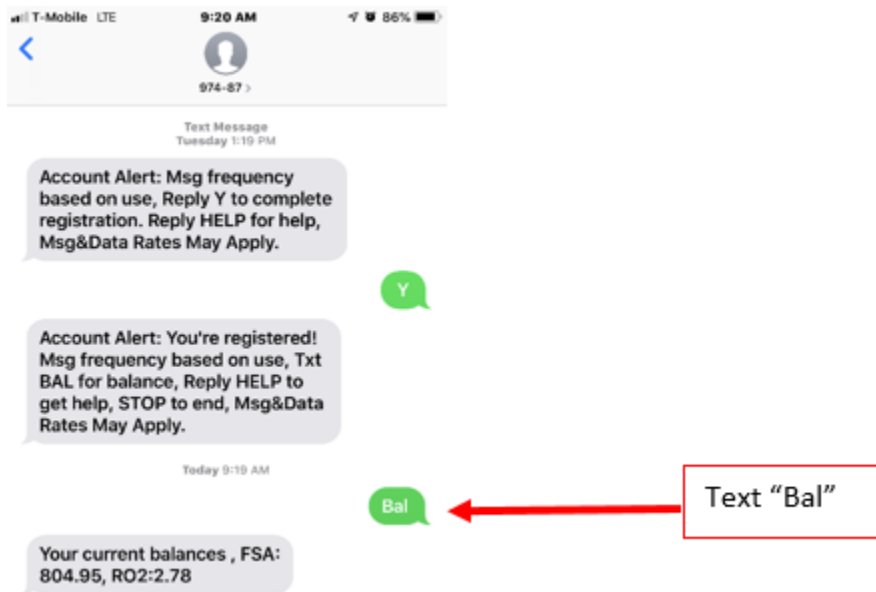 T-Mobile LTE 9:20 AM 86%
974-87 >
Text Message
Tuesday 1:19 PM
Account Alert: Msg frequency
based on use, Reply Y to complete
registration. Reply HELP for help,
Msg&Data Rates May Apply.
Y
Account Alert: You're registered!
Msg frequency based on use, Txt
BAL for balance, Reply HELP to
get help, STOP to end, Msg&Data
Rates May Apply.
Today 9:19 AM
Bal
Text “Bal”
Your current balances , FSA:
804.95, RO2:2.78